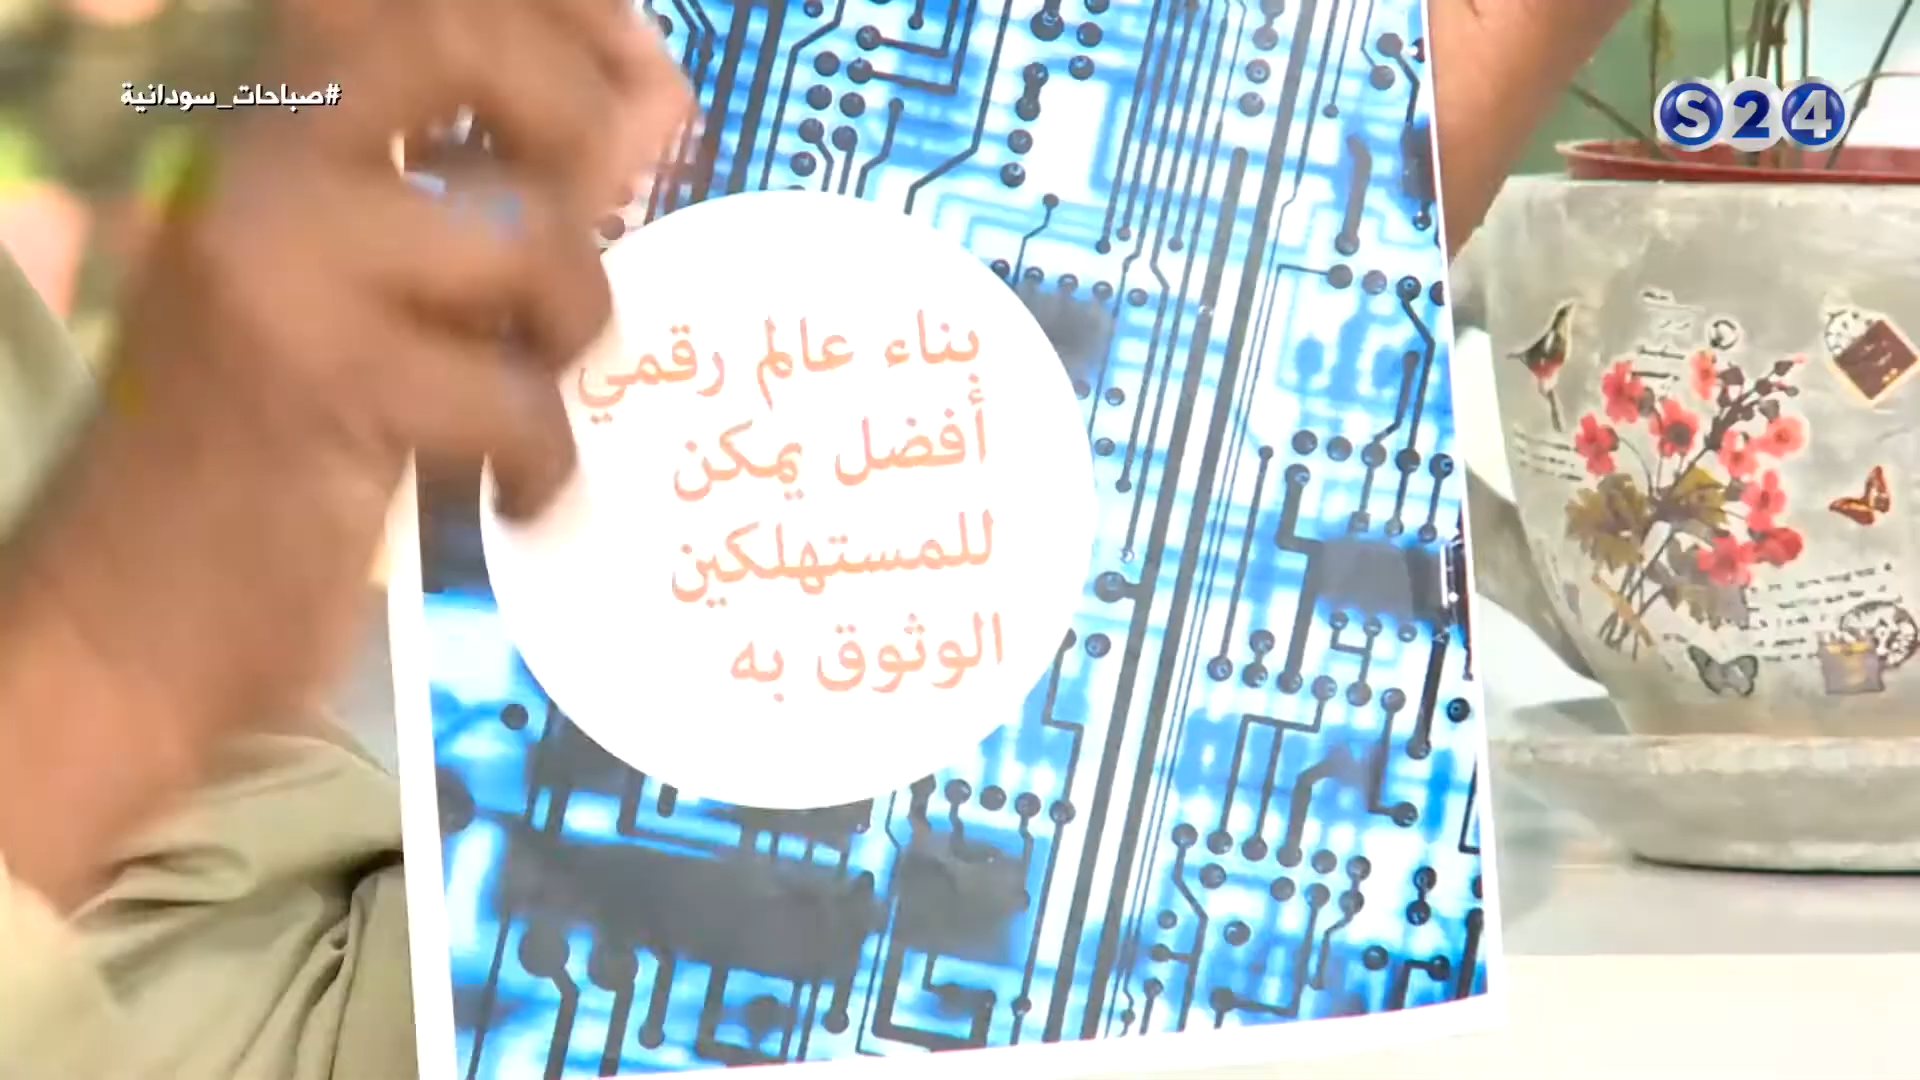 #صباحات_سودانية
S24
بناء عالم رقمي
أفضل يمكن
للمستهلكين
الوثوق به